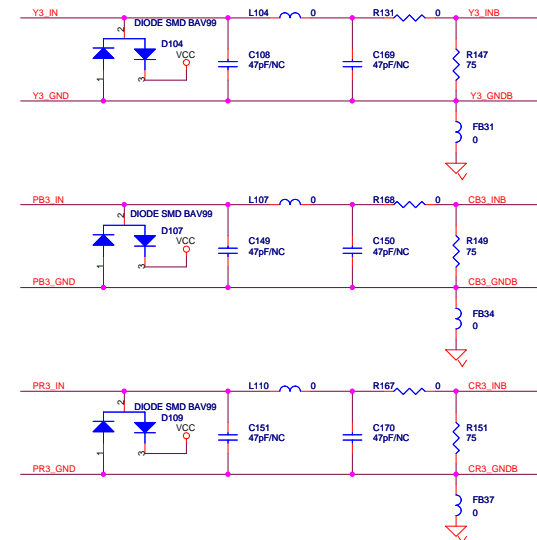 Y3_IN
L104
0
R131
0
Y3_INB
2
DIODE SMD BAV99
D104
VCC
C108
47pF/NC
C169
47pF/NC
R147
75
1
3
Y3_GND
Y3_GNDB
FB31
0
PB3_IN
L107
0
R168
0
CB3_INB
2
DIODE SMD BAV99
D107
VCC
C149
47pF/NC
C150
47pF/NC
R149
75
1
3
PB3_GND
CB3_GNDB
FB34
0
PR3_IN
L110
0
R167
0
CR3_INB
2
DIODE SMD BAV99
D109
VCC
C151
47pF/NC
C170
47pF/NC
R151
75
1
3
PR3_GND
CR3_GNDB
FB37
0